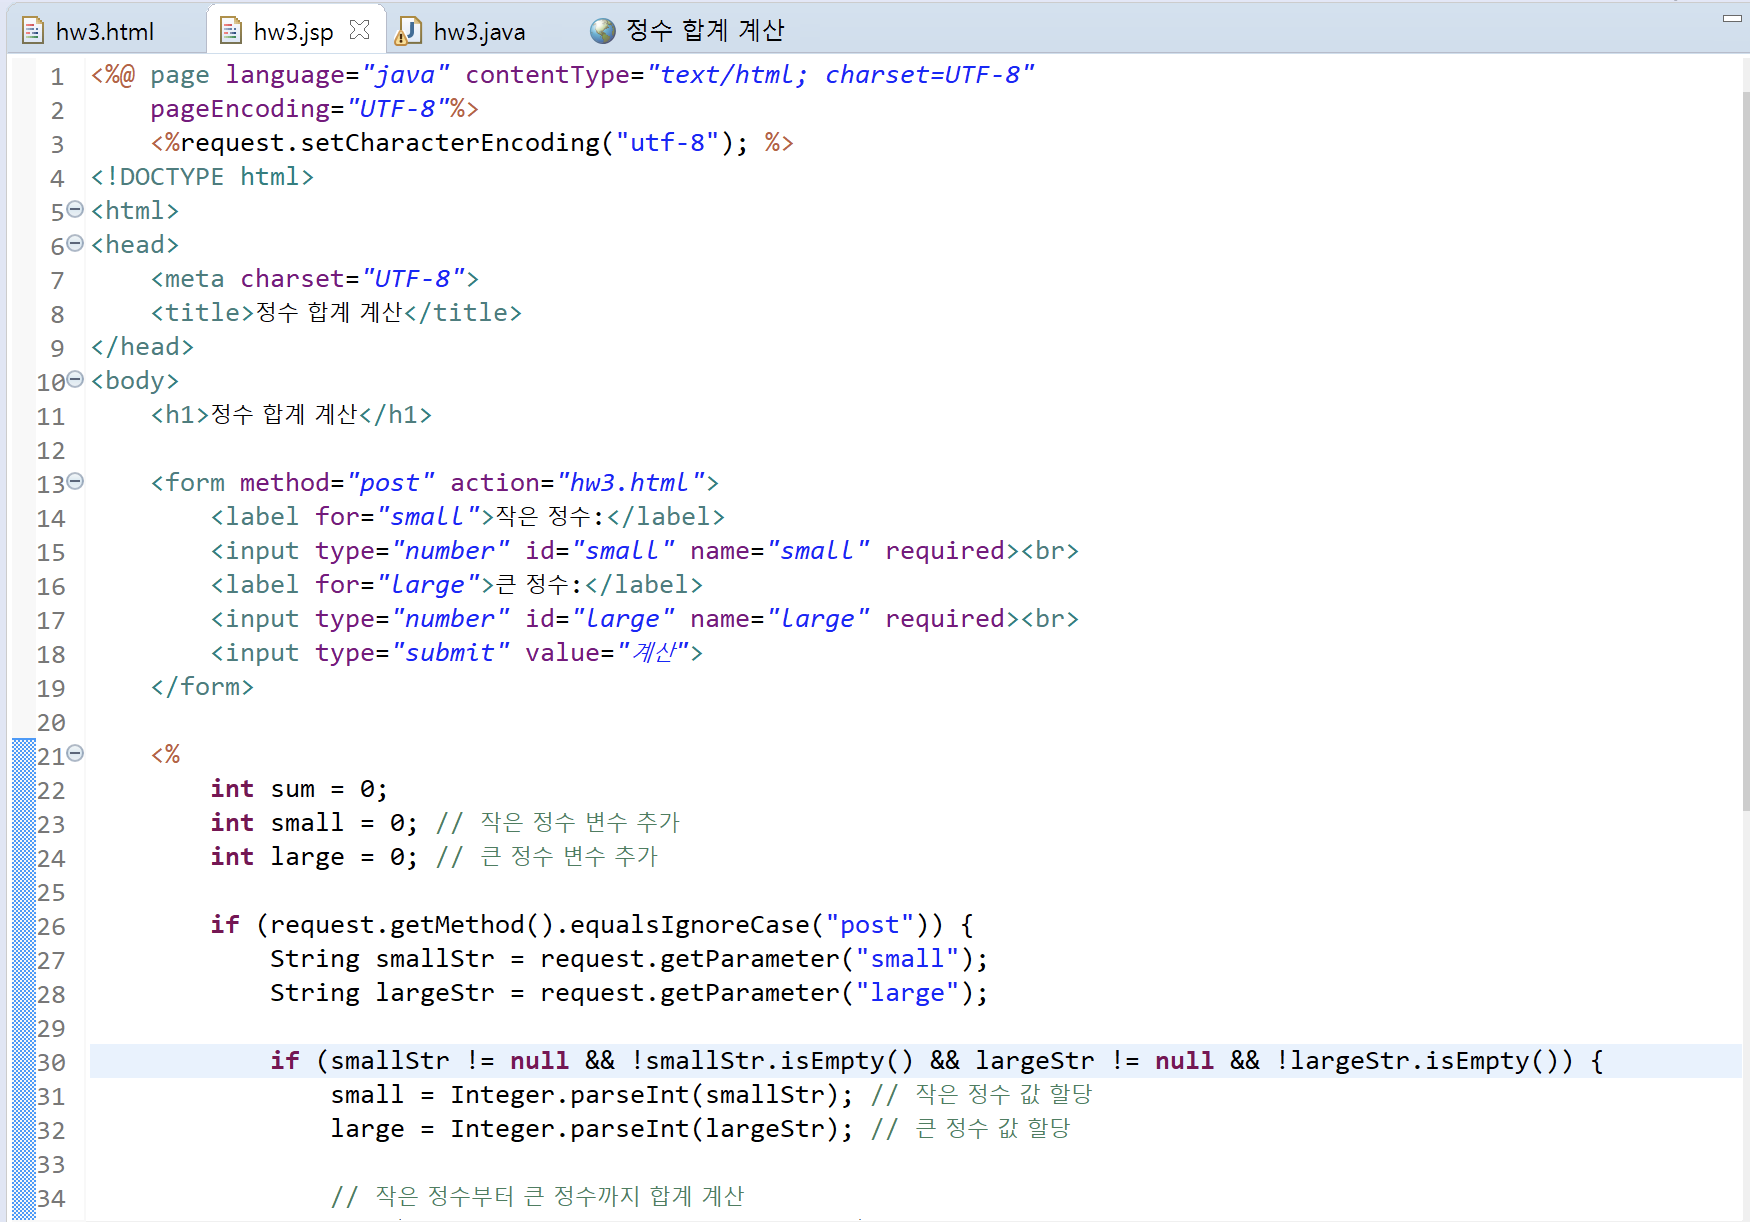 hw3.html hw3.jsp hw3.java 정수 합계 계산
1 <%@ page language="java" contentType="text/html; charset=UTF-8"
2 pageEncoding="UTF-8"%>
3 <%request.setCharacterEncoding("utf-8"); %>
4 <!DOCTYPE html>
5 <html>
6 <head>
7 <meta charset="UTF-8">
8 <title>정수 합계 계산</title>
9 </head>
10 <body>
11 <h1>정수 합계 계산</h1>
12
13 <form method="post" action="hw3.html">
14 <label for="small">작은 정수:</label>
15 <input type="number" id="small" name="small" required><br>
16 <label for="large">큰 정수:</label>
17 <input type="number" id="large" name="large" required><br>
18 <input type="submit" value="계산">
19 </form>
20
21 <%
22 int sum = 0;
23 int small = 0; // 작은 정수 변수 추가
24 int large = 0; // 큰 정수 변수 추가
25
26 if (request.getMethod().equalsIgnoreCase("post")) {
27 String smallStr = request.getParameter("small");
28 String largeStr = request.getParameter("large");
29
30 if (smallStr != null && !smallStr.isEmpty() && largeStr != null && !largeStr.isEmpty()) {
31 small = Integer.parseInt(smallStr); // 작은 정수 값 할당
32 large = Integer.parseInt(largeStr); // 큰 정수 값 할당
33
34 // 작은 정수부터 큰 정수까지 합계 계산